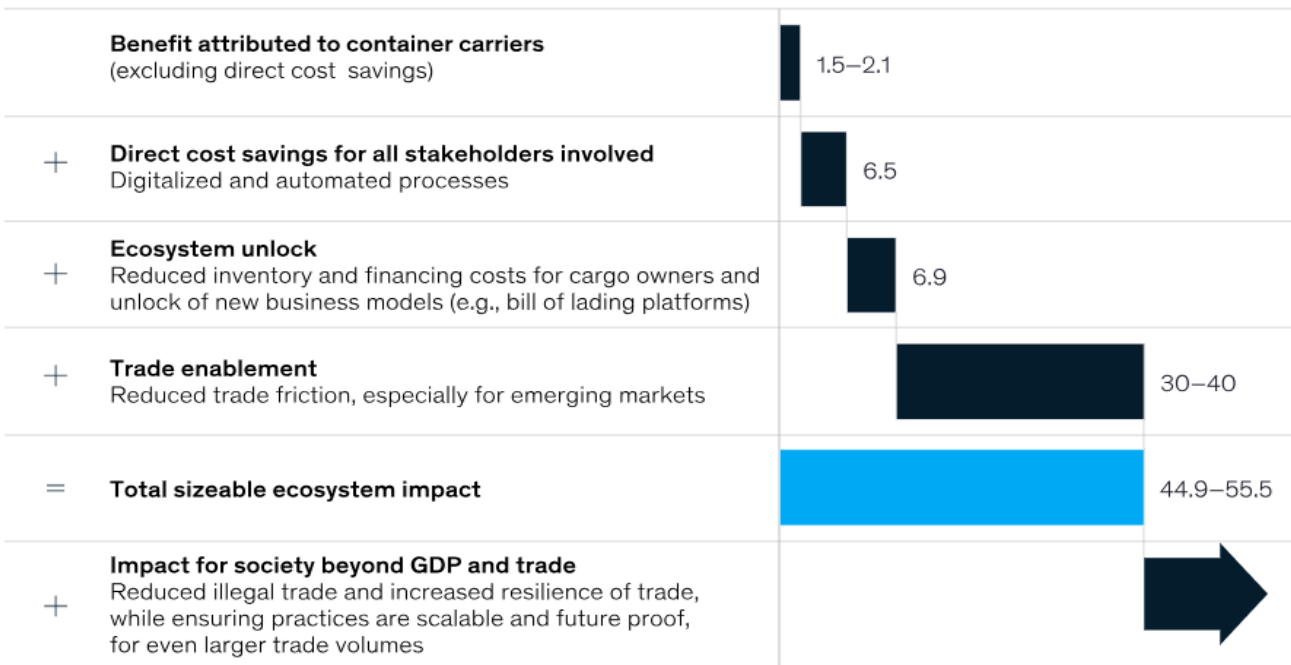 Benefit attributed to container carriers
(excluding direct cost savings)
1.5–2.1
+
Direct cost savings for all stakeholders involved
Digitalized and automated processes
6.5
+
Ecosystem unlock
Reduced inventory and financing costs for cargo owners and
unlock of new business models (e.g., bill of lading platforms)
6.9
+
Trade enablement
Reduced trade friction, especially for emerging markets
30–40
=
Total sizeable ecosystem impact
44.9–55.5
+
Impact for society beyond GDP and trade
Reduced illegal trade and increased resilience of trade,
while ensuring practices are scalable and future proof,
for even larger trade volumes